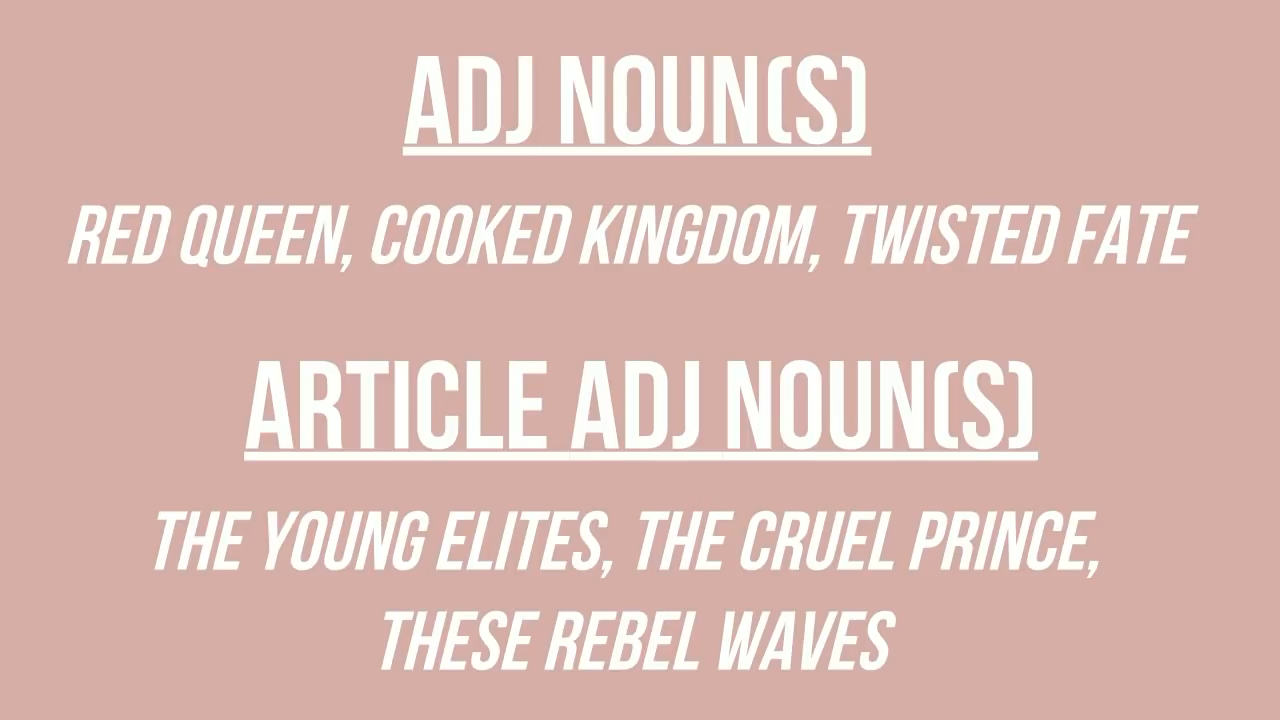 ADJ NOUN(S)
RED QUEEN, COOKED KINGDOM, TWISTED FATE
ARTICLE ADJ NOUN(S)
THE YOUNG ELITES, THE CRUEL PRINCE,
THESE REBEL WAVES